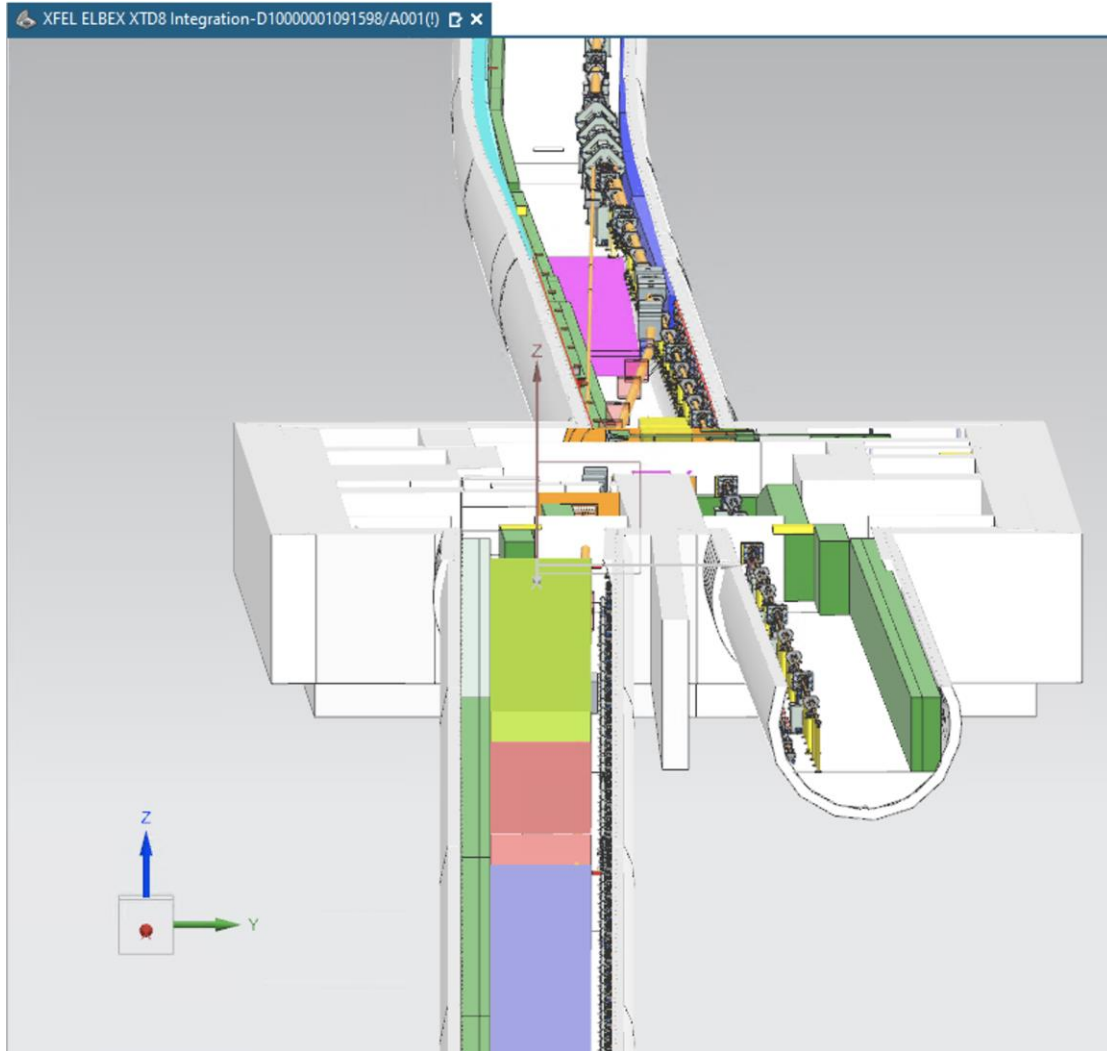 XFEL ELBEX XTD8 Integration-D10000001091598/A001(!)
Z
Z
Y